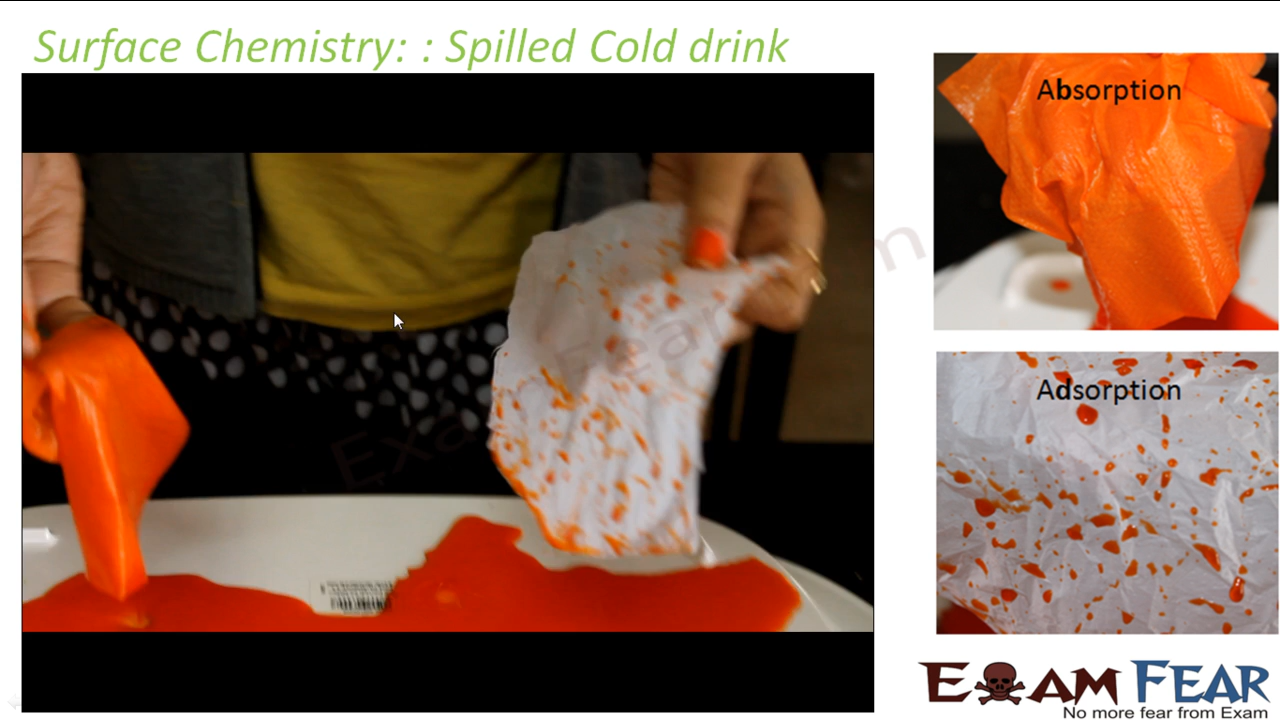 Surface Chemistry: : Spilled Cold drink
Absorption
Adsorption
EXAM FEAR
No more fear from Exam